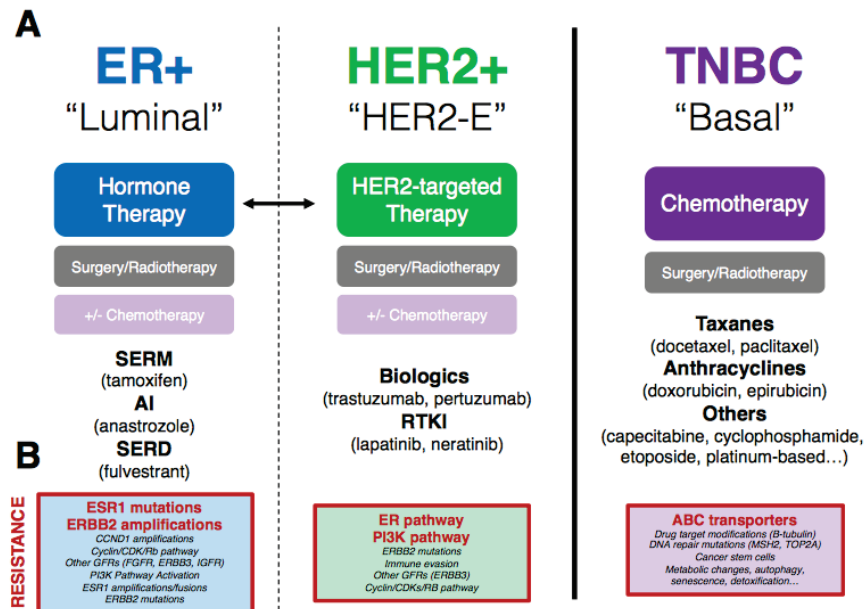 A
ER+
“Luminal”
Hormone
Therapy
Surgery/Radiotherapy
+/- Chemotherapy
SERM
(tamoxifen)
AI
(anastrozole)
SERD
(fulvestrant)
HER2+
“HER2-E”
HER2-targeted
Therapy
Surgery/Radiotherapy
+/- Chemotherapy
Biologics
(trastuzumab, pertuzumab)
RTKI
(lapatinib, neratinib)
TNBC
“Basal”
Chemotherapy
Surgery/Radiotherapy
Taxanes
(docetaxel, paclitaxel)
Anthracyclines
(doxorubicin, epirubicin)
Others
(capecitabine, cyclophosphamide,
etoposide, platinum-based…)
B
RESISTANCE
ESR1 mutations
ERBB2 amplifications
CCND1 amplifications
Cyclin/CDK/Rb pathway
Other GFRs (FGFR, ERBB3, IGFR)
PI3K Pathway Activation
ESR1 amplifications/fusions
ERBB2 mutations
ER pathway
PI3K pathway
ERBB2 mutations
Immune evasion
Other GFRs (ERBB3)
Cyclin/CDKs/RB pathway
ABC transporters
Drug target modifications (B-tubulin)
DNA repair mutations (MSH2, TOP2A)
Cancer stem cells
Metabolic changes, autophagy,
senescence, detoxification…